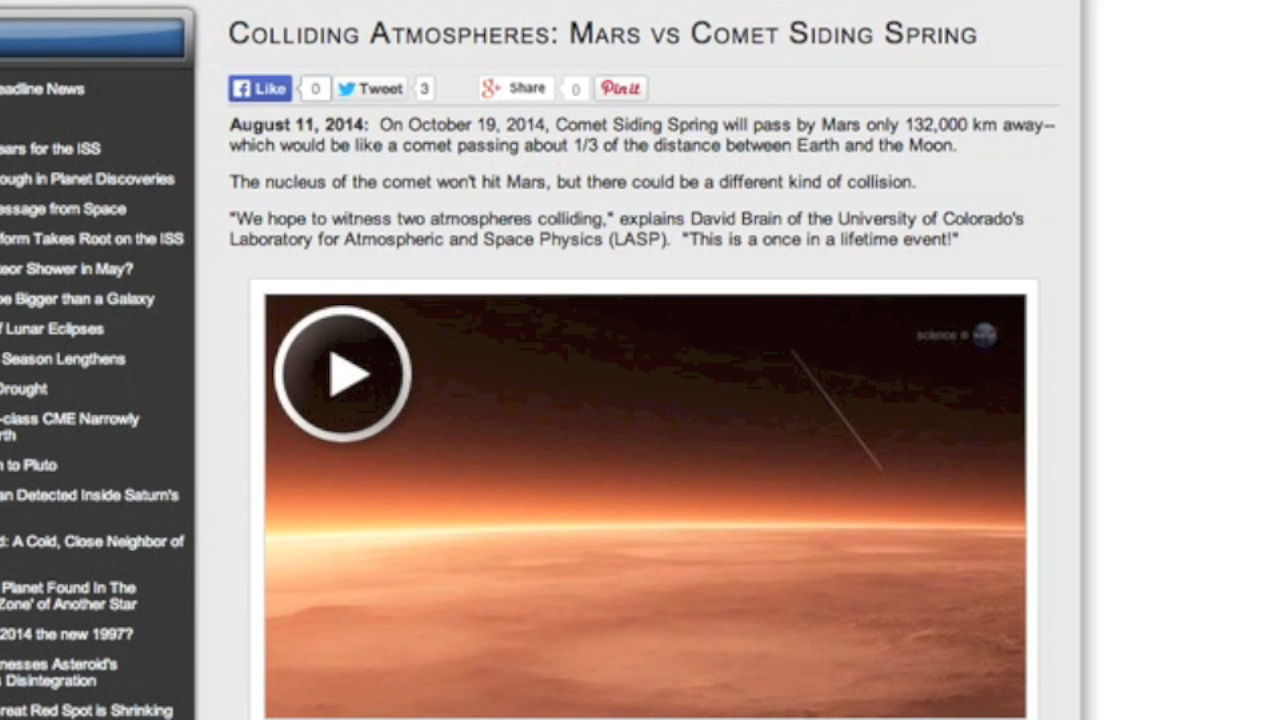 COLLIDING ATMOSPHERES: MARS VS COMET SIDING SPRING
Like 0 Tweet 3 Share 0 Pin it
August 11, 2014: On October 19, 2014, Comet Siding Spring will pass by Mars only 132,000 km away--
which would be like a comet passing about 1/3 of the distance between Earth and the Moon.
The nucleus of the comet won't hit Mars, but there could be a different kind of collision.
"We hope to witness two atmospheres colliding," explains David Brain of the University of Colorado's
Laboratory for Atmospheric and Space Physics (LASP). "This is a once in a lifetime event!"
science @
eadline News
ears for the ISS
ough in Planet Discoveries
essage from Space
form Takes Root on the ISS
teor Shower in May?
be Bigger than a Galaxy
f Lunar Eclipses
Season Lengthens
Drought
-class CME Narrowly
rth
n to Pluto
an Detected Inside Saturn's
d: A Cold, Close Neighbor of
Planet Found In The
Zone' of Another Star
2014 the new 1997?
nesses Asteroid's
s Disintegration
reat Red Spot is Shrinking